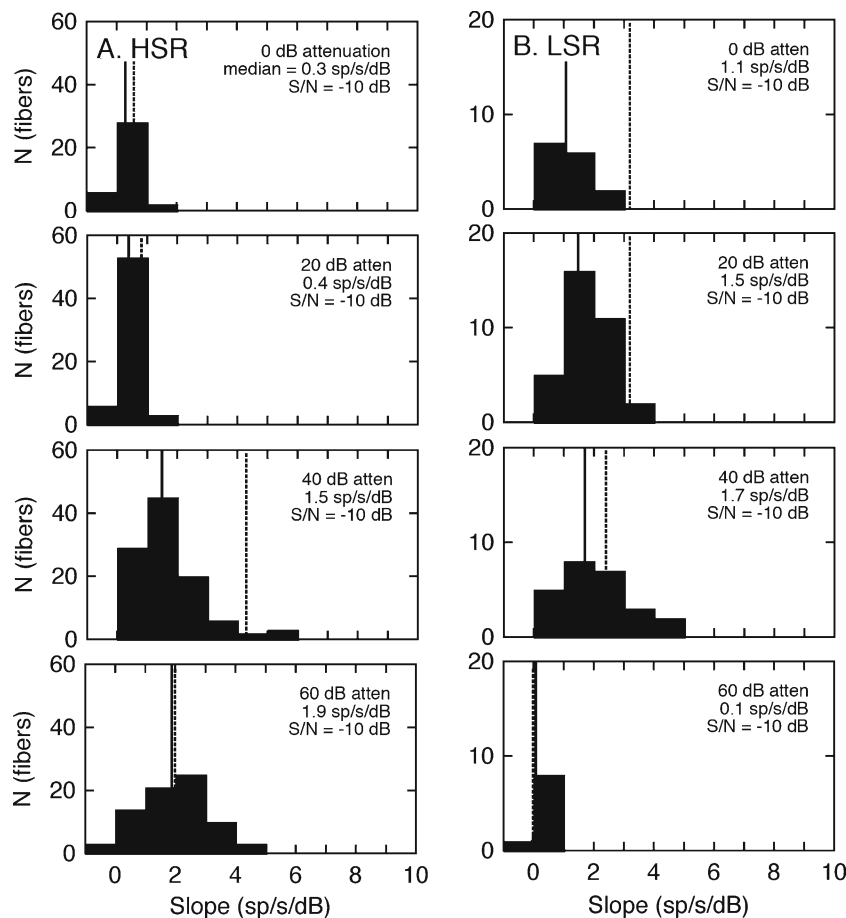 A. HSR
0 dB attenuation
median = 0.3 sp/s/dB
S/N = -10 dB
N (fibers)
60
40
20
0
20 dB atten
0.4 sp/s/dB
S/N = -10 dB
N (fibers)
60
40
20
0
40 dB atten
1.5 sp/s/dB
S/N = -10 dB
N (fibers)
60
40
20
0
60 dB atten
1.9 sp/s/dB
S/N = -10 dB
N (fibers)
60
40
20
0
0 2 4 6 8 10
Slope (sp/s/dB)
B. LSR
0 dB atten
1.1 sp/s/dB
S/N = -10 dB
20
10
0
20 dB atten
1.5 sp/s/dB
S/N = -10 dB
20
10
0
40 dB atten
1.7 sp/s/dB
S/N = -10 dB
20
10
0
60 dB atten
0.1 sp/s/dB
S/N = -10 dB
20
10
0
0 2 4 6 8 10
Slope (sp/s/dB)